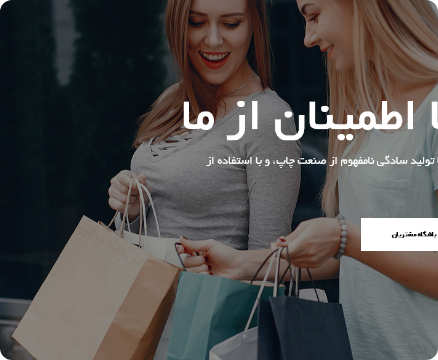 با اطمینان از ما
تولید سادگی نامفهوم از صنعت چاپ، و با استفاده از
باشگاه مشتریان